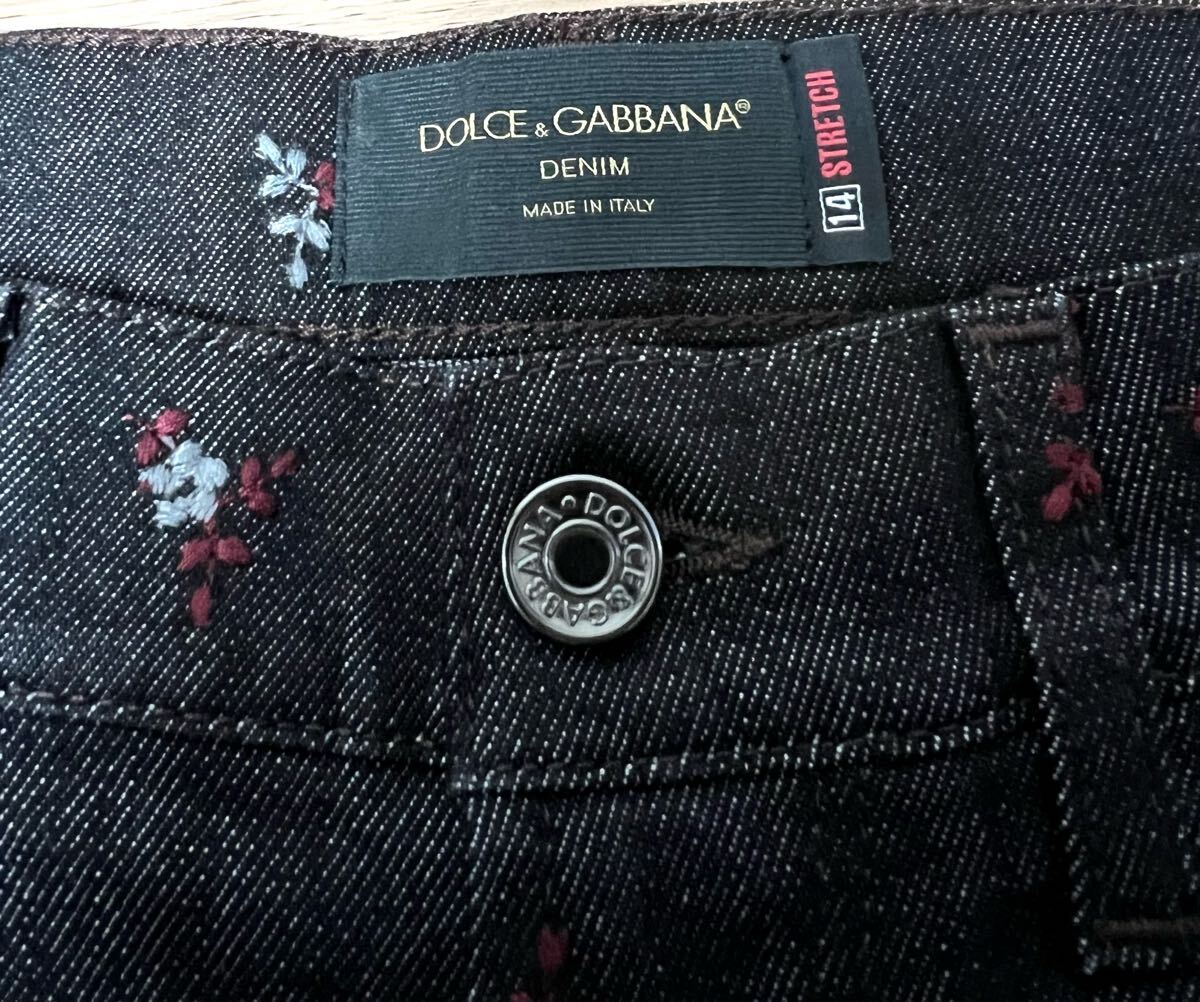 DOLCE & GABBANA®
DENIM
MADE IN ITALY
14 STRETCH
DOLCE&GABBANA